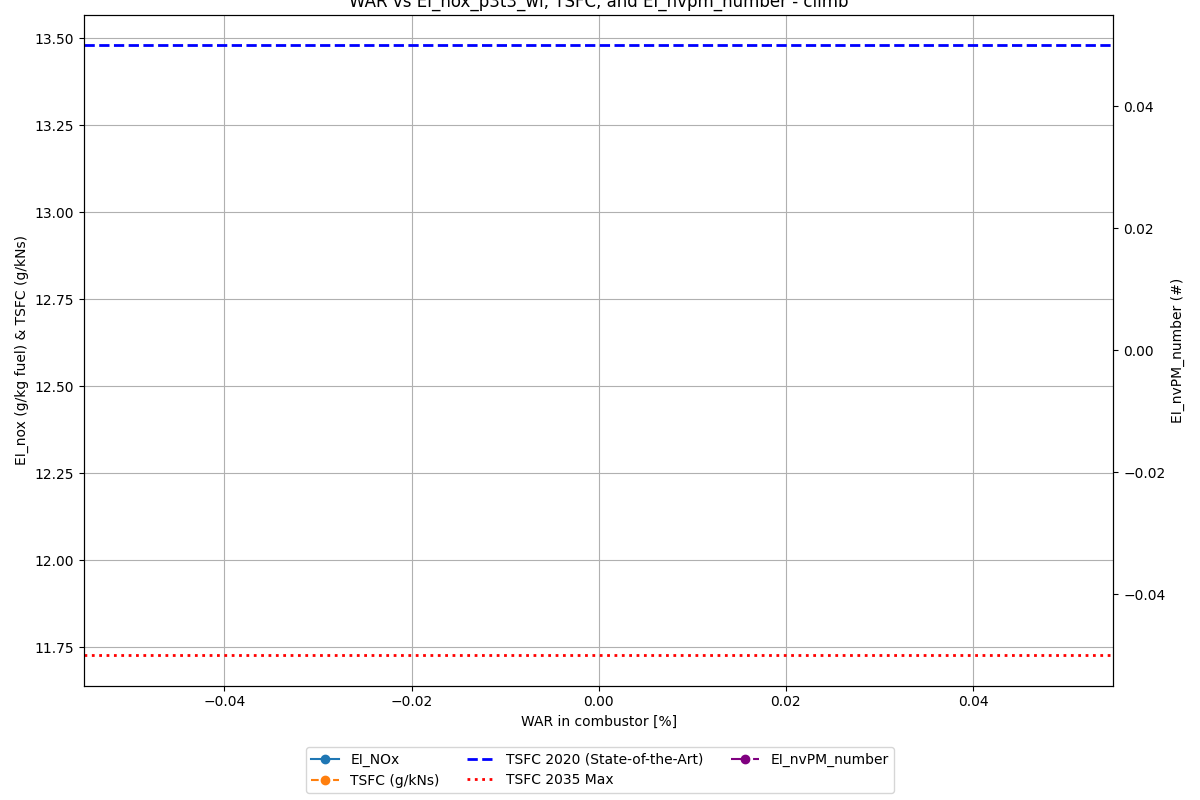 WAR vs EI_nox_p3t3_wi, TSFC, and EI_nvpm_number - climb
13.50
13.25
13.00
12.75
12.50
12.25
12.00
11.75
EI_nox (g/kg fuel) & TSFC (g/kNs)
0.04
0.02
0.00
−0.02
−0.04
EI_nvPM_number (#)
−0.04 −0.02 0.00 0.02 0.04
WAR in combustor [%]
EI_NOx TSFC 2020 (State-of-the-Art) EI_nvPM_number
TSFC (g/kNs) TSFC 2035 Max